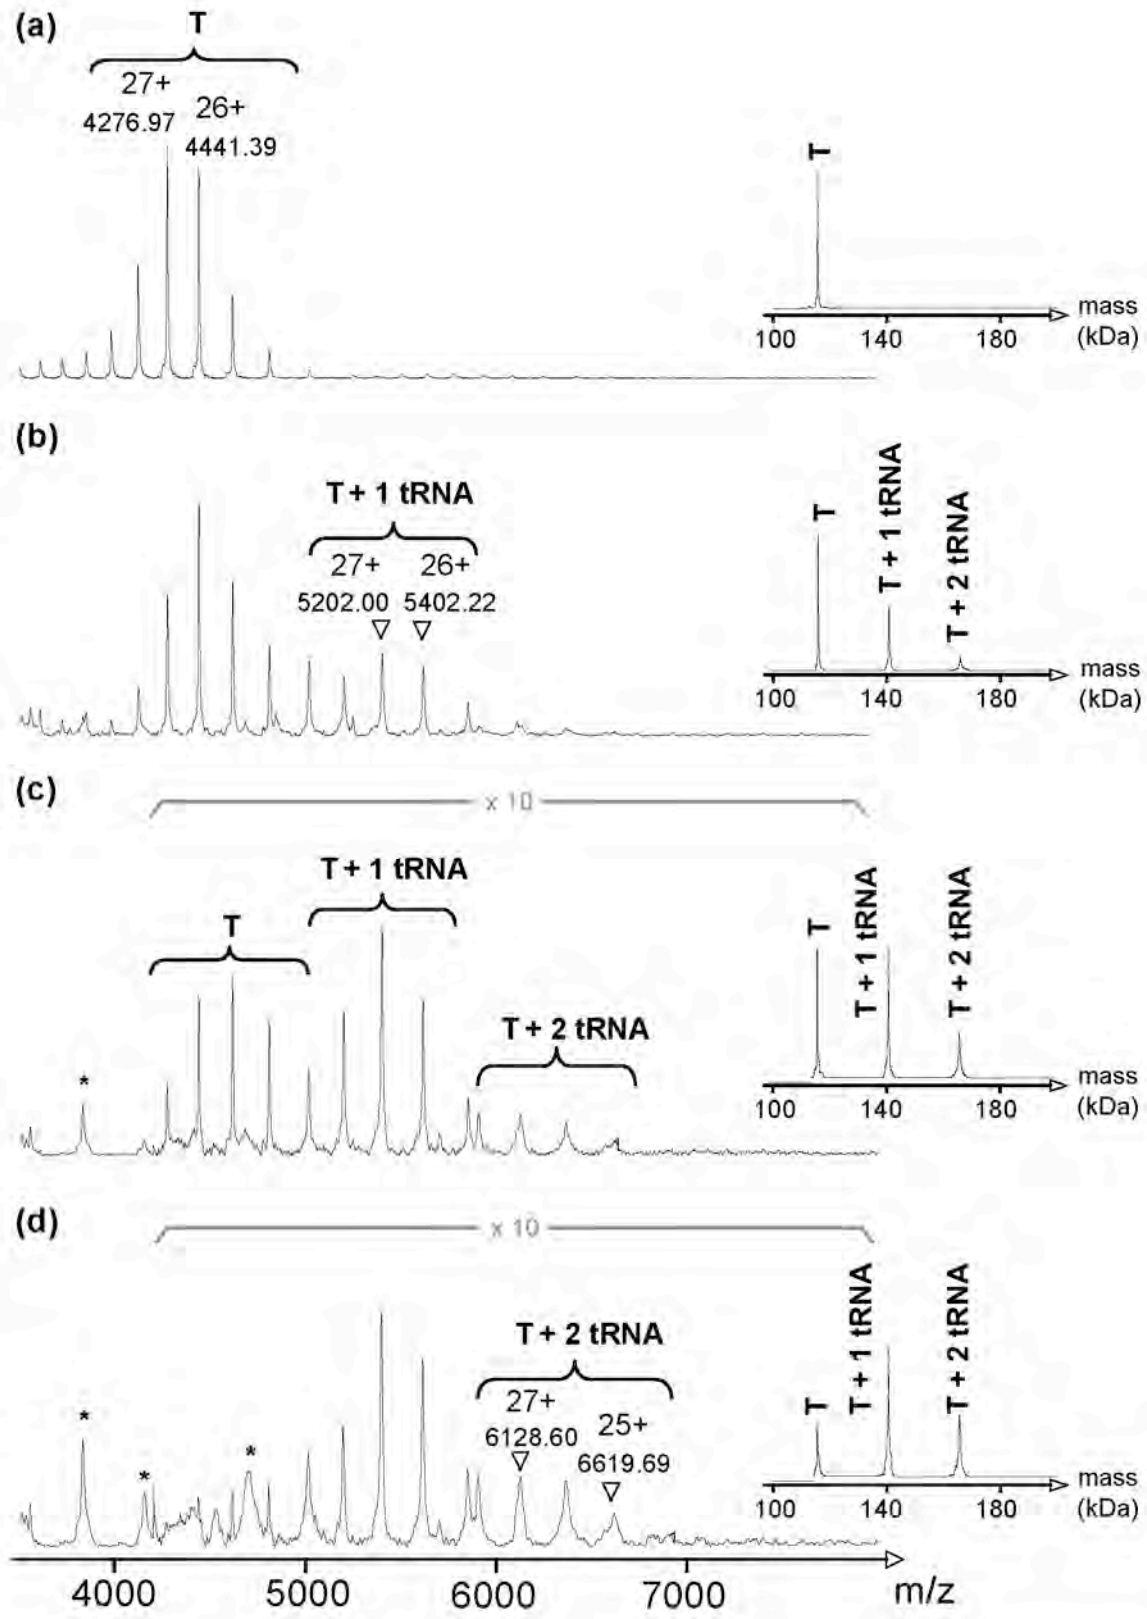 (a)
T
27+
4276.97
26+
4441.39
T
100 140 180
mass
(kDa)
(b)
T + 1 tRNA
27+ 26+
5202.00 5402.22
T
T + 1 tRNA
T + 2 tRNA
100 140 180
mass
(kDa)
(c)
x 10
T + 1 tRNA
T
T + 2 tRNA
*
T
T + 1 tRNA
T + 2 tRNA
100 140 180
mass
(kDa)
(d)
x 10
T + 2 tRNA
27+
6128.60
25+
6619.69
* * *
T
T + 1 tRNA
T + 2 tRNA
100 140 180
mass
(kDa)
4000 5000 6000 7000 m/z